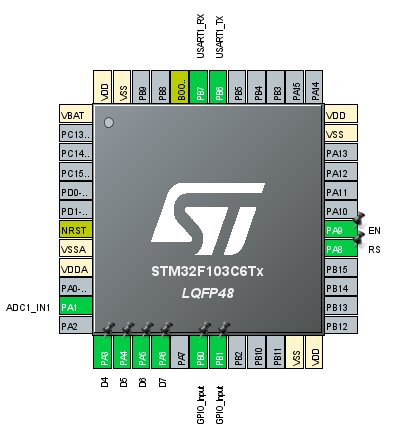 USART1_RX
USART1_TX
VDD
VSS
PB9
PB8
BOO..
PB7
PB6
PB5
PB4
PB3
PA15
PA14
VBAT
PC13..
PC14..
PC15..
PD0-..
PD1-..
NRST
VSSA
VDDA
PA0-..
ADC1_IN1
PA1
PA2
ST
STM32F103C6Tx
LQFP48
VDD
VSS
PA13
PA12
PA11
PA10
PA9
EN
PA8
RS
PB15
PB14
PB13
PB12
PA3
PA4
PA5
PA6
PA7
PB0
PB1
PB2
PB10
PB11
VSS
VDD
D4
D5
D6
D7
GPIO_Input
GPIO_Input